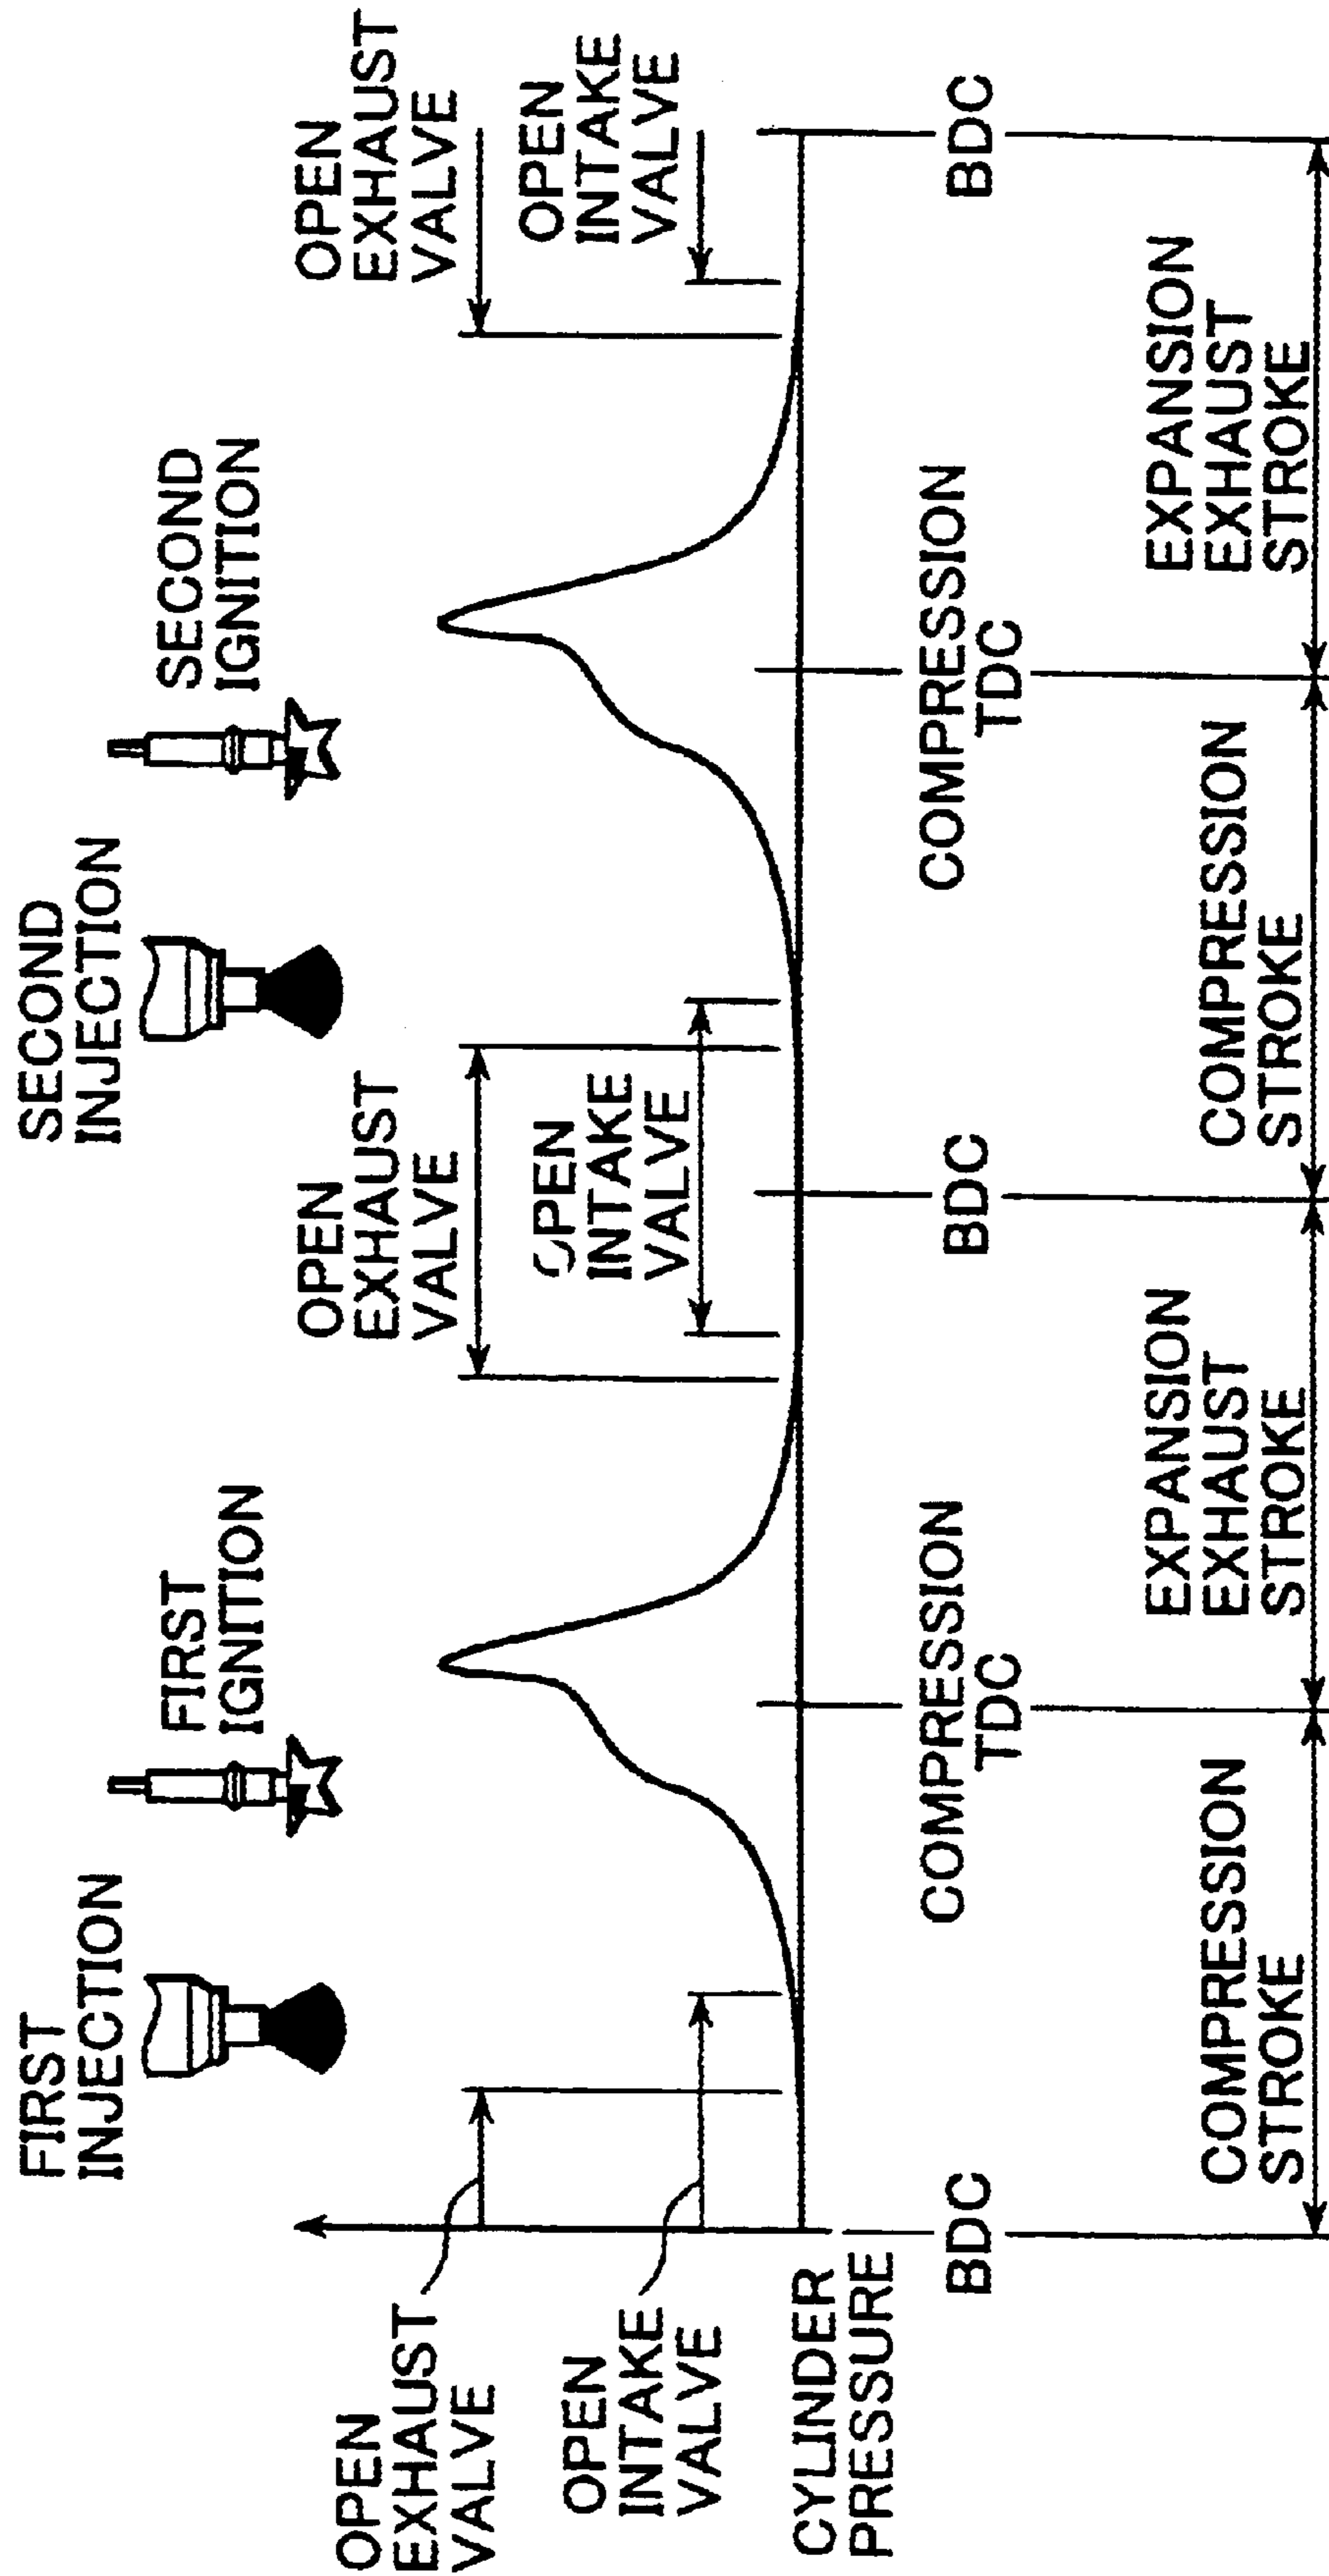 FIRST
INJECTION
SECOND
INJECTION
FIRST
IGNITION
SECOND
IGNITION
OPEN
EXHAUST
VALVE
OPEN
EXHAUST
VALVE
OPEN
EXHAUST
VALVE
OPEN
INTAKE
VALVE
OPEN
INTAKE
VALVE
OPEN
INTAKE
VALVE
CYLINDER
PRESSURE
BDC
COMPRESSION
TDC
BDC
COMPRESSION
TDC
BDC
COMPRESSION
STROKE
EXPANSION
EXHAUST
STROKE
COMPRESSION
STROKE
EXPANSION
EXHAUST
STROKE